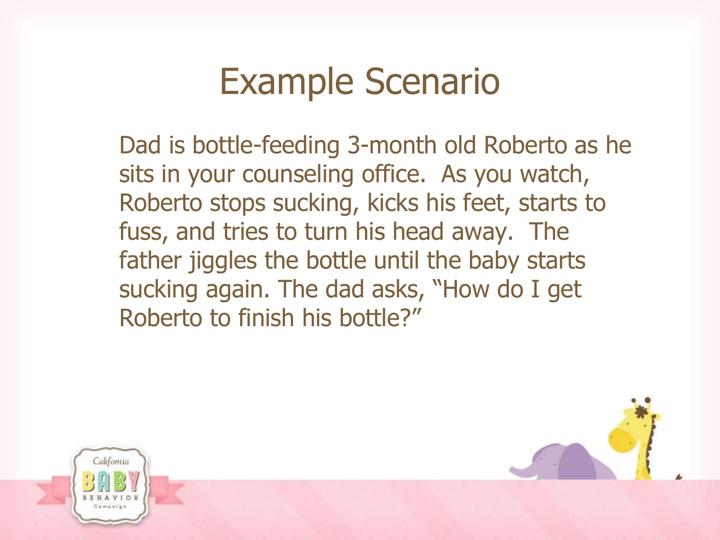 Example Scenario
Dad is bottle-feeding 3-month old Roberto as he
sits in your counseling office.  As you watch,
Roberto stops sucking, kicks his feet, starts to
fuss, and tries to turn his head away.  The
father jiggles the bottle until the baby starts
sucking again. The dad asks, “How do I get
Roberto to finish his bottle?”
California
BABY
BEHAVIOR
Campaign